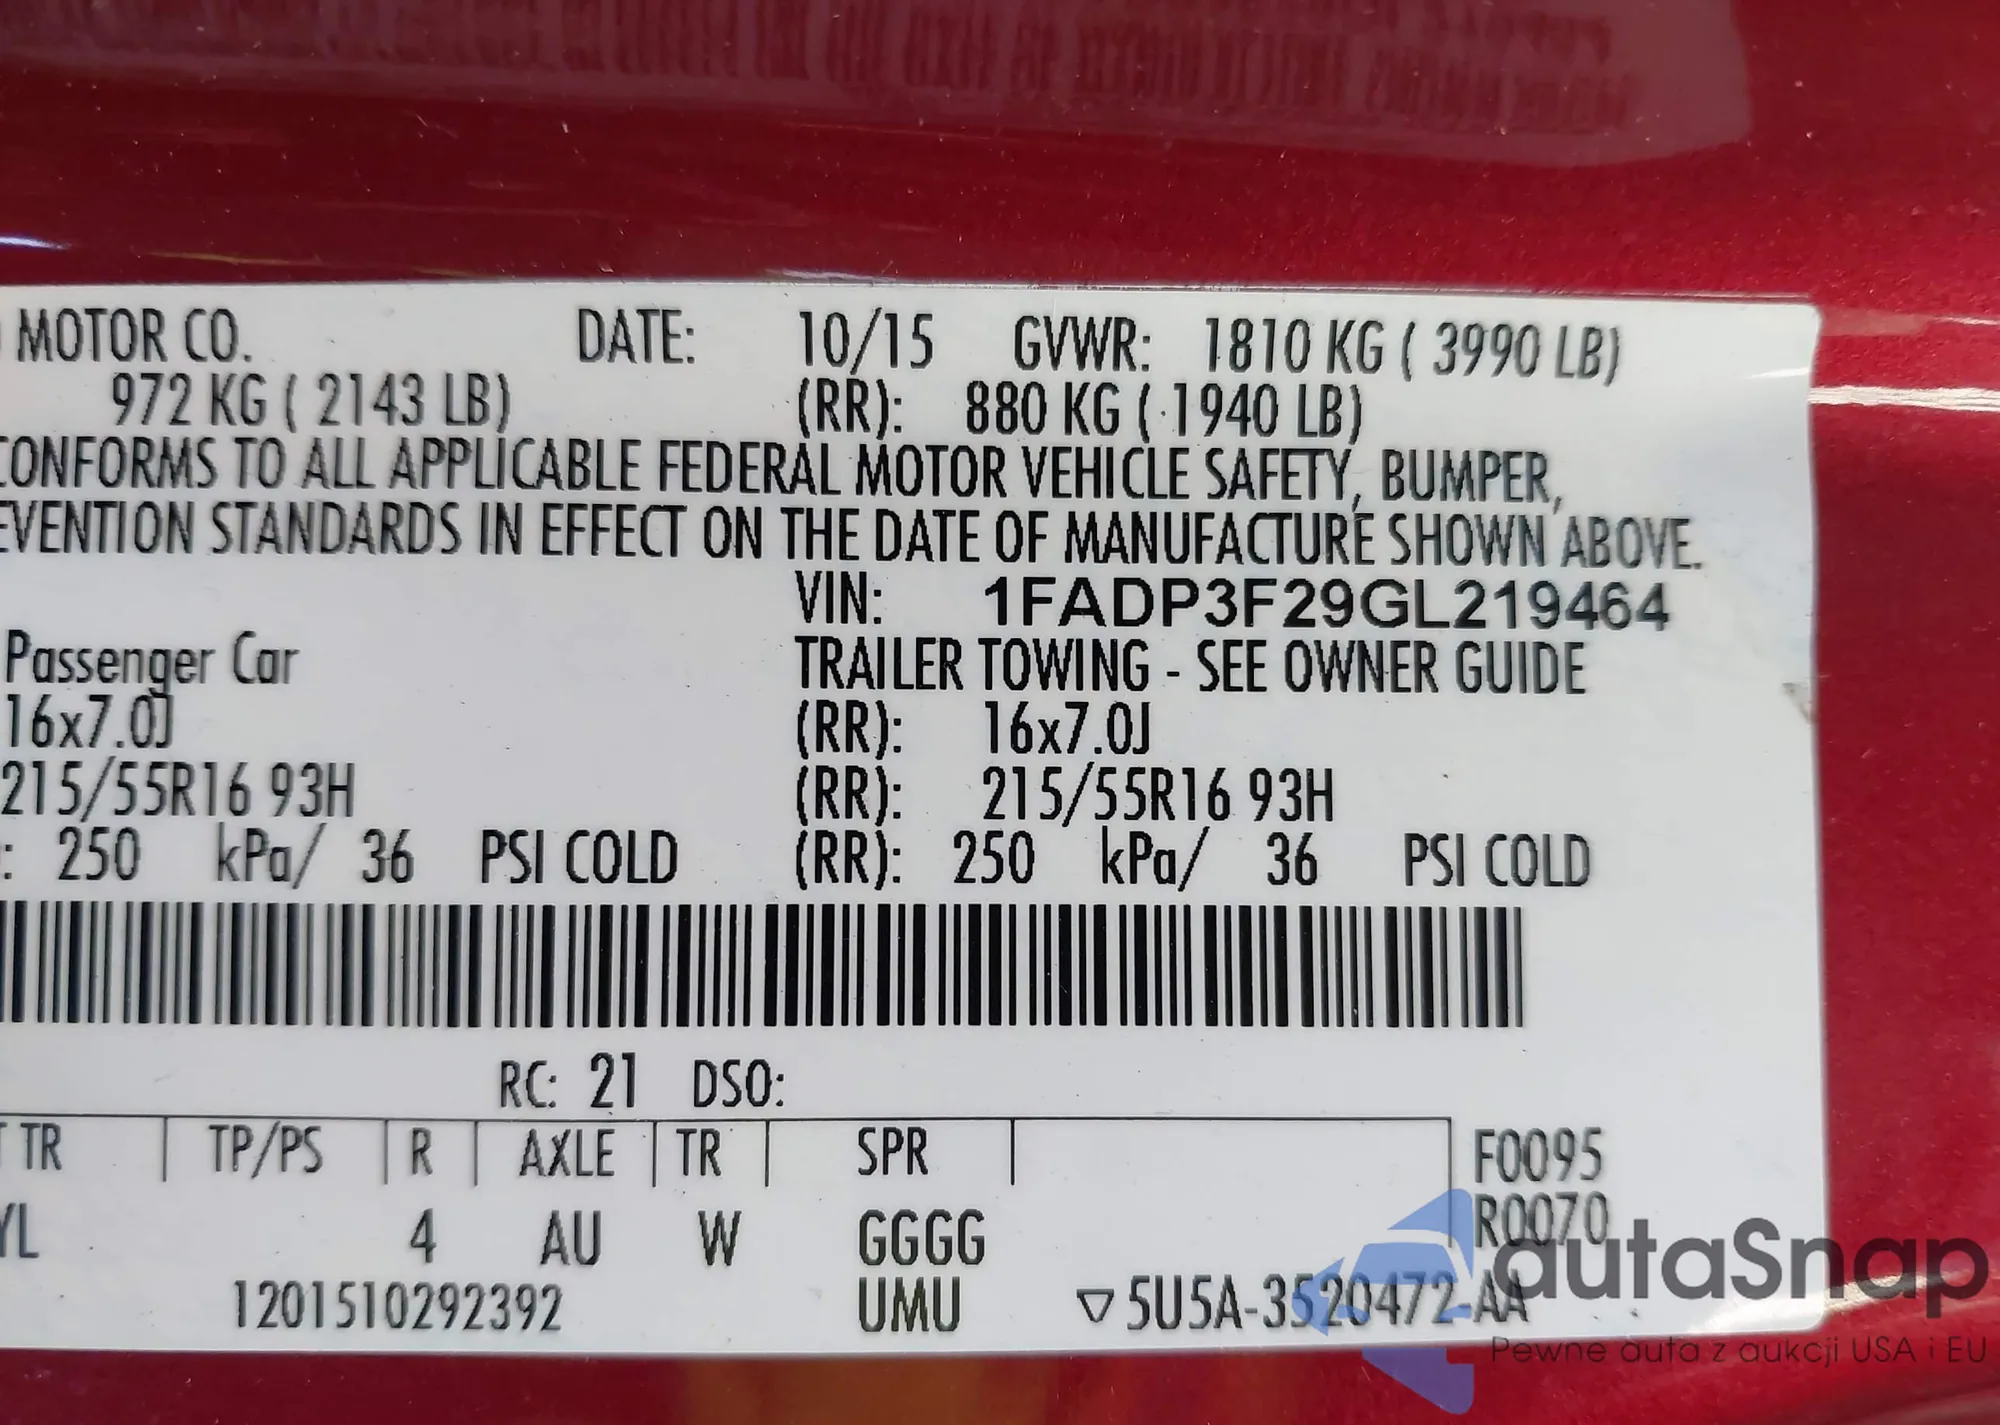 MOTOR CO. DATE: 10/15 GVWR: 1810 KG ( 3990 LB)
972 KG ( 2143 LB) (RR): 880 KG ( 1940 LB)
CONFORMS TO ALL APPLICABLE FEDERAL MOTOR VEHICLE SAFETY, BUMPER,
EVENTION STANDARDS IN EFFECT ON THE DATE OF MANUFACTURE SHOWN ABOVE.
VIN: 1FADP3F29GL219464
Passenger Car TRAILER TOWING - SEE OWNER GUIDE
16x7.0J (RR): 16x7.0J
215/55R16 93H (RR): 215/55R16 93H
: 250 kPa/ 36 PSI COLD (RR): 250 kPa/ 36 PSI COLD
RC: 21 DSO:
TR TP/PS R AXLE TR SPR F0095
YL 4 AU W GGGG R0070
1201510292392 UMU ▽5U5A-3520472-AA
autaSnap
Pewne auta z aukcji USA i EU